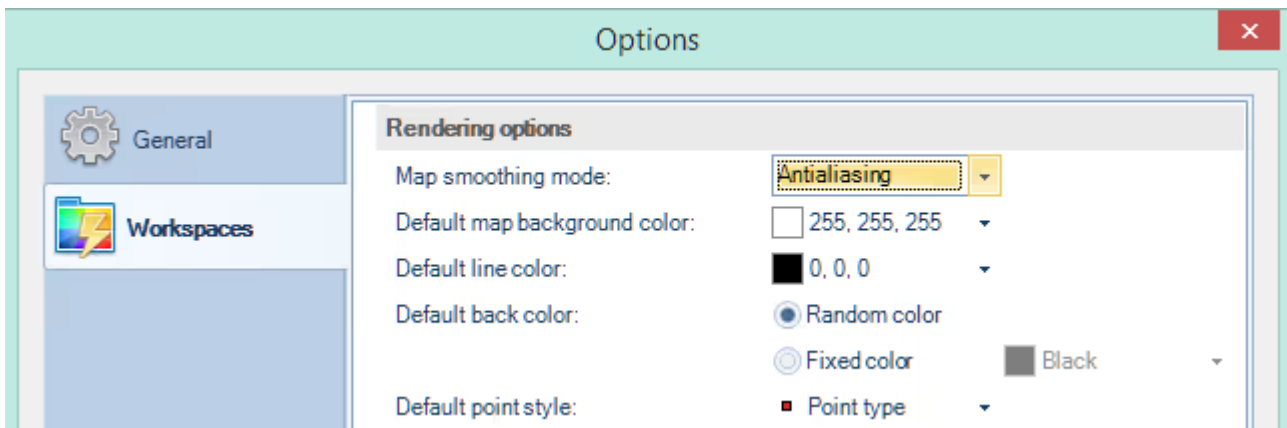 Options
General
Workspaces
Rendering options
Map smoothing mode: Antialiasing
Default map background color: 255, 255, 255
Default line color: 0, 0, 0
Default back color: Random color
Fixed color Black
Default point style: Point type